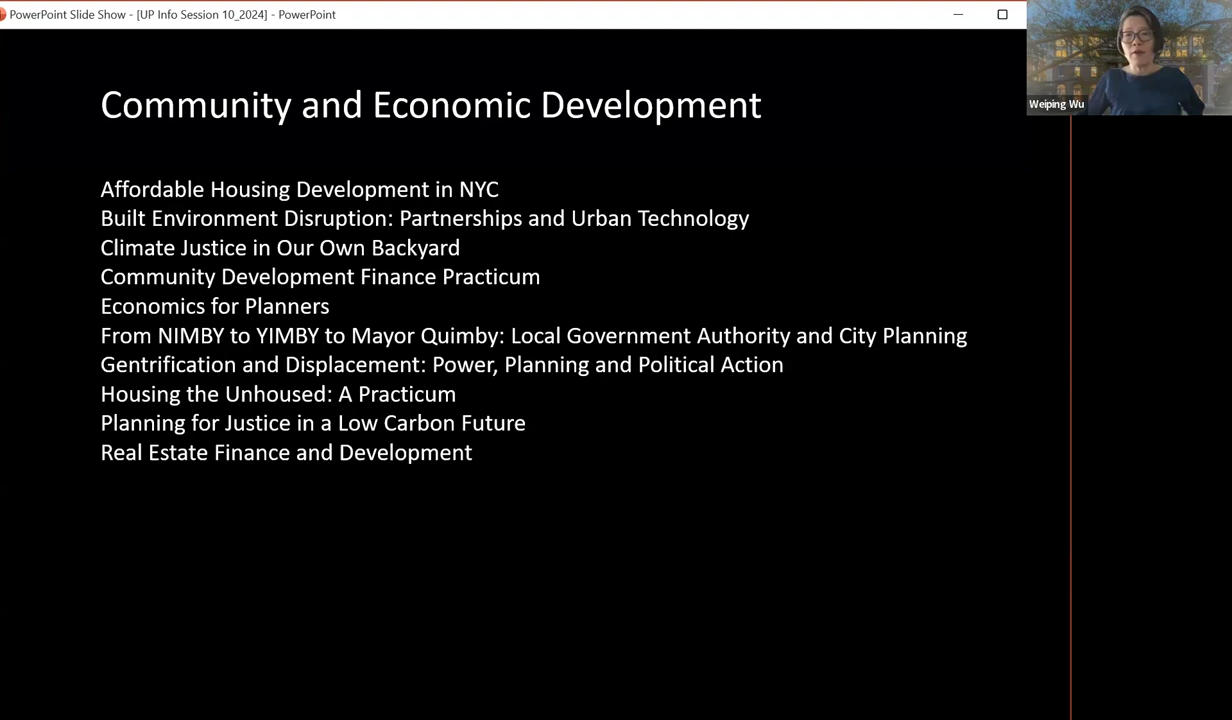 PowerPoint Slide Show - [UP Info Session 10_2024] - PowerPoint
Weiping Wu
Community and Economic Development
Affordable Housing Development in NYC
Built Environment Disruption: Partnerships and Urban Technology
Climate Justice in Our Own Backyard
Community Development Finance Practicum
Economics for Planners
From NIMBY to YIMBY to Mayor Quimby: Local Government Authority and City Planning
Gentrification and Displacement: Power, Planning and Political Action
Housing the Unhoused: A Practicum
Planning for Justice in a Low Carbon Future
Real Estate Finance and Development